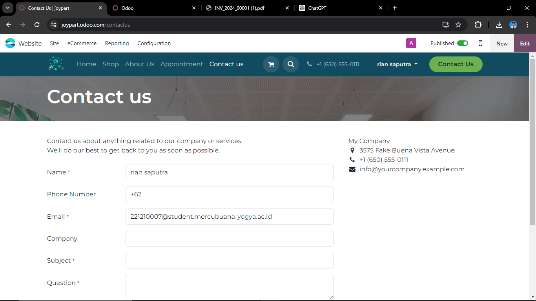 Contact Us | Joypart
Odoo
INV_2024_00001 (1).pdf
ChatGPT
joypart.odoo.com/contactus
Website
Site
eCommerce
Reporting
Configuration
A
Published
New
Edit
Home
Shop
About Us
Appointment
Contact us
+1 (650) 555-0111
rian saputra
Contact Us
Contact us
Contact us about anything related to our company or services.
We'll do our best to get back to you as soon as possible.
Name *
rian saputra
Phone Number
+62
Email *
221210007@student.mercubuana-yogya.ac.id
Company
Subject *
Question *
My Company
3575 Fake Buena Vista Avenue
+1 (650) 555-0111
info@yourcompany.example.com